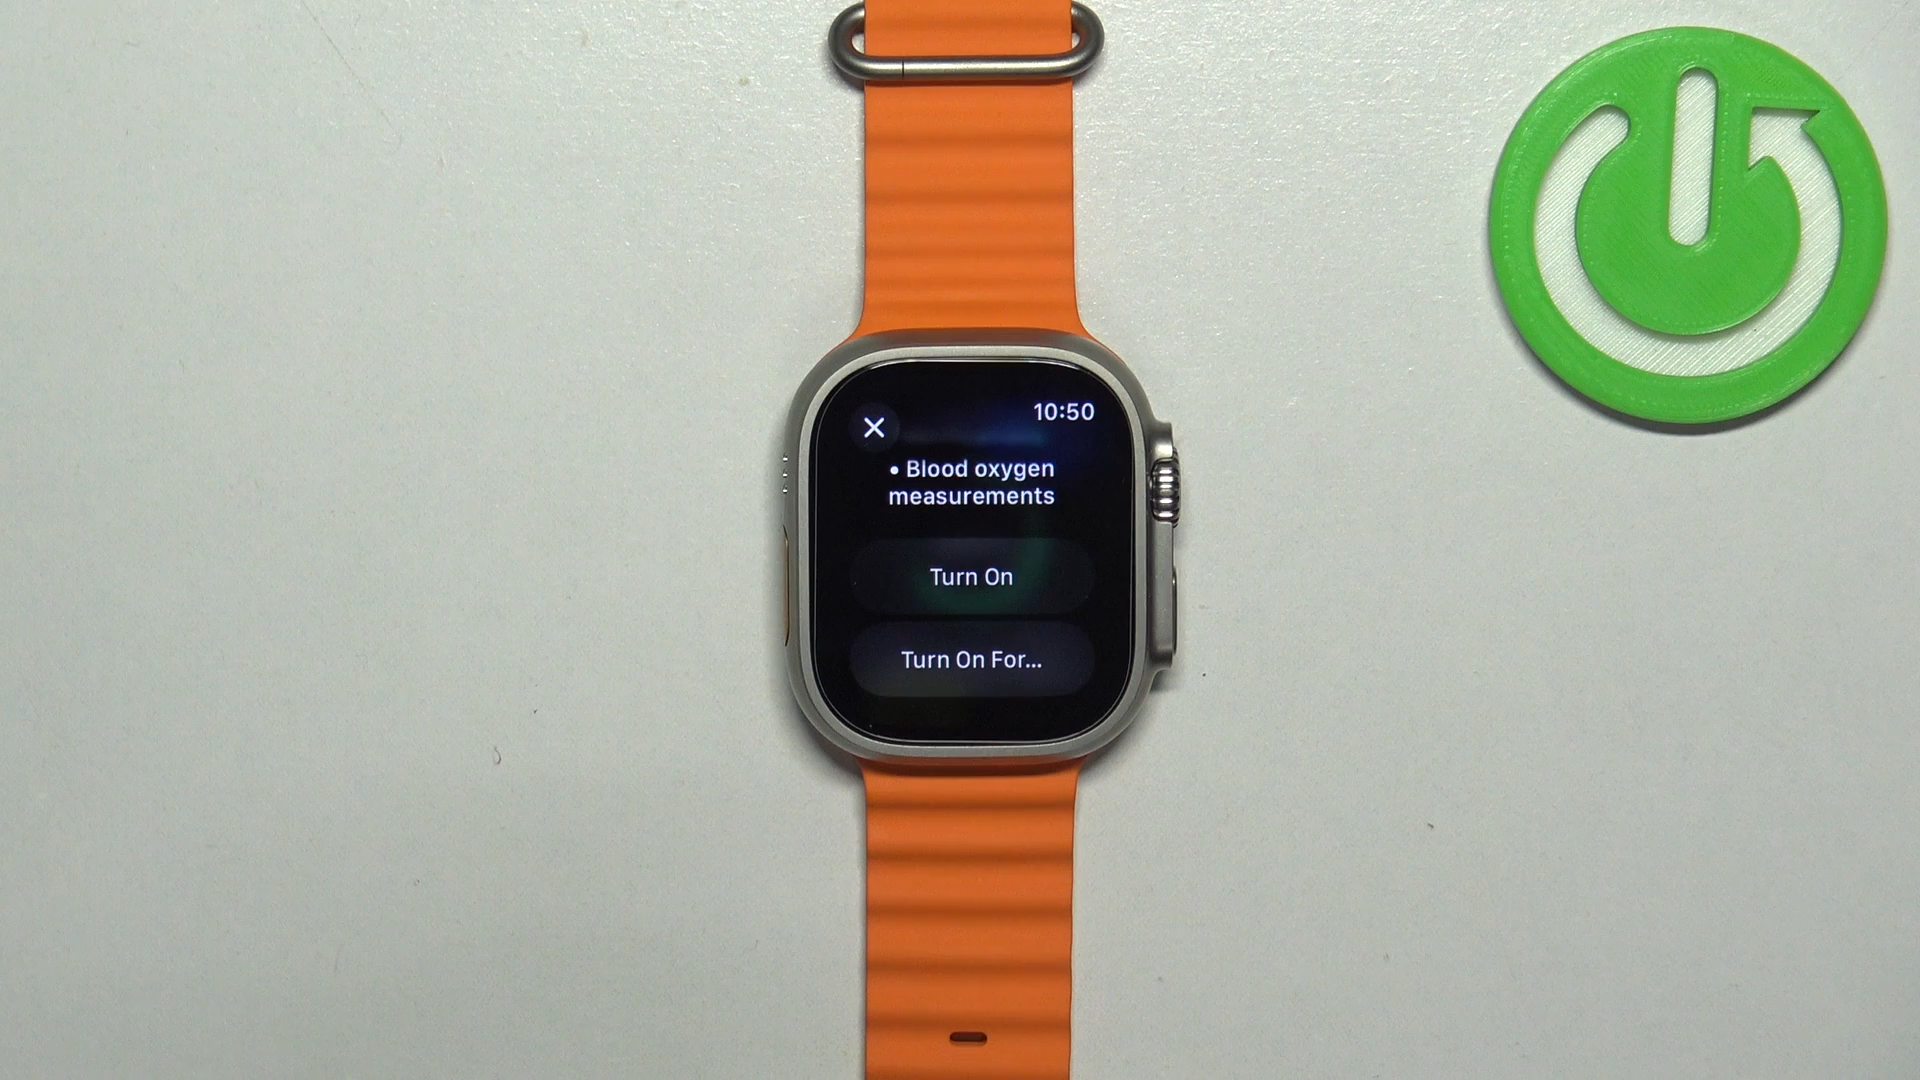 10:50
• Blood oxygen
measurements
Turn On
Turn On For...